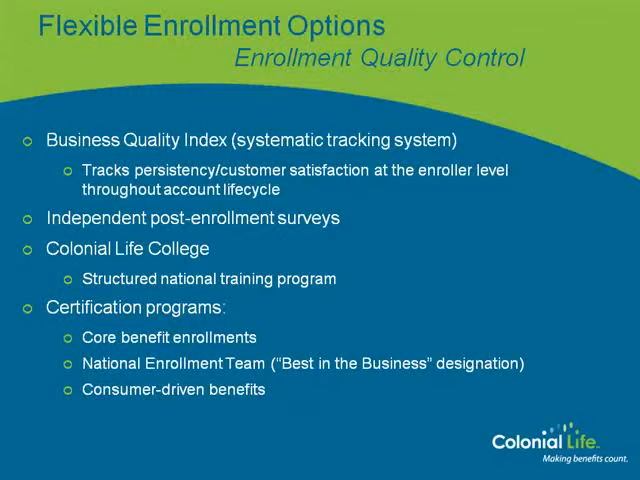 Flexible Enrollment Options
Enrollment Quality Control
Business Quality Index (systematic tracking system)
Tracks persistency/customer satisfaction at the enroller level
throughout account lifecycle
Independent post-enrollment surveys
Colonial Life College
Structured national training program
Certification programs:
Core benefit enrollments
National Enrollment Team (“Best in the Business” designation)
Consumer-driven benefits
Colonial Life
Making benefits count.